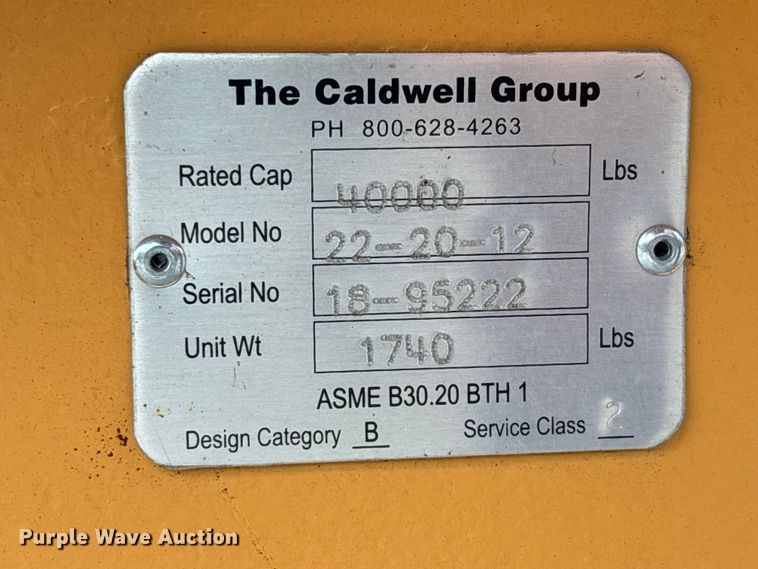 The Caldwell Group
PH 800-628-4263
Rated Cap 40000 Lbs
Model No 22-20-12
Serial No 18-95222
Unit Wt 1740 Lbs
ASME B30.20 BTH 1
Design Category B Service Class 2
Purple Wave Auction